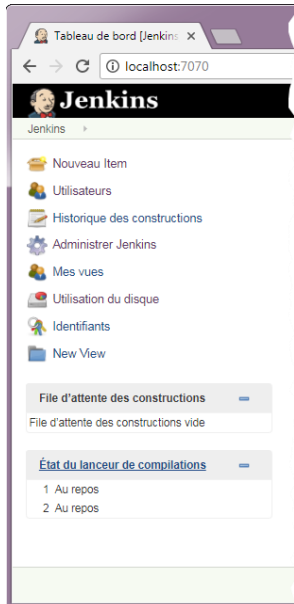 Tableau de bord [Jenkins
localhost:7070
Jenkins
Jenkins
Nouveau Item
Utilisateurs
Historique des constructions
Administrer Jenkins
Mes vues
Utilisation du disque
Identifiants
New View
File d'attente des constructions
File d'attente des constructions vide
État du lanceur de compilations
1 Au repos
2 Au repos